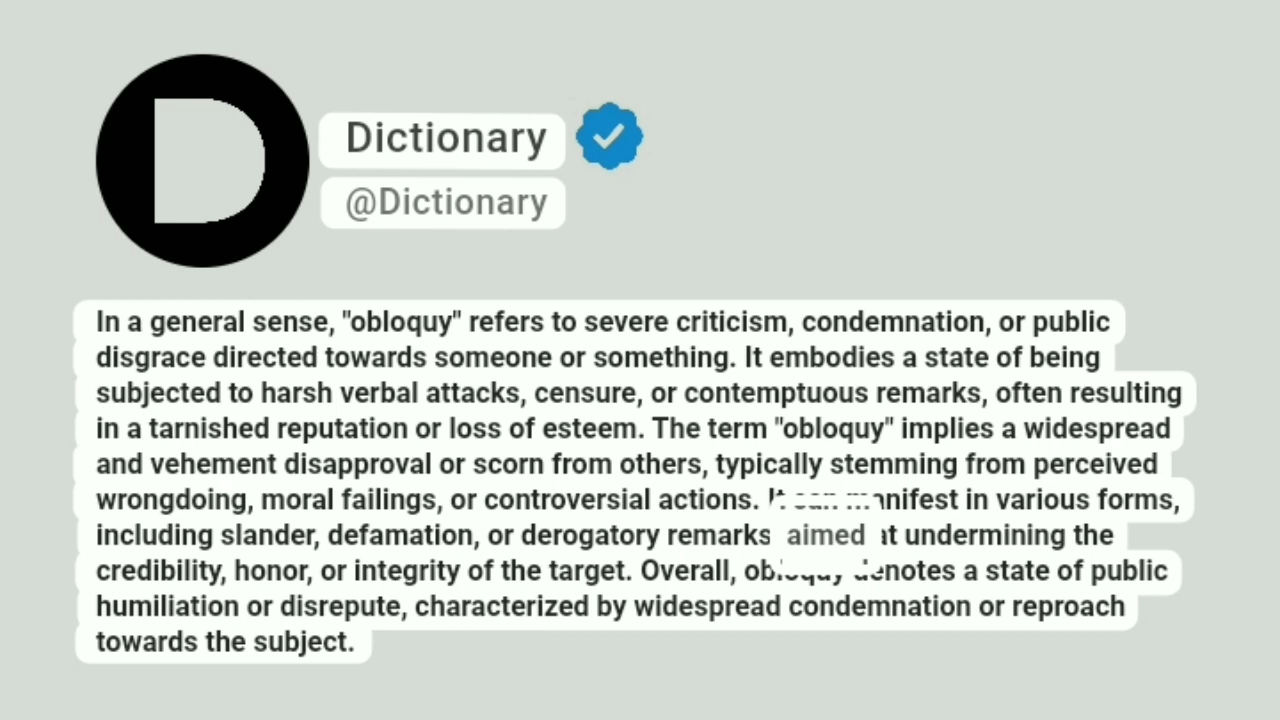 D
Dictionary
@Dictionary
In a general sense, "obloquy" refers to severe criticism, condemnation, or public
disgrace directed towards someone or something. It embodies a state of being
subjected to harsh verbal attacks, censure, or contemptuous remarks, often resulting
in a tarnished reputation or loss of esteem. The term "obloquy" implies a widespread
and vehement disapproval or scorn from others, typically stemming from perceived
wrongdoing, moral failings, or controversial actions. It can manifest in various forms,
including slander, defamation, or derogatory remarks aimed at undermining the
credibility, honor, or integrity of the target. Overall, obloquy denotes a state of public
humiliation or disrepute, characterized by widespread condemnation or reproach
towards the subject.